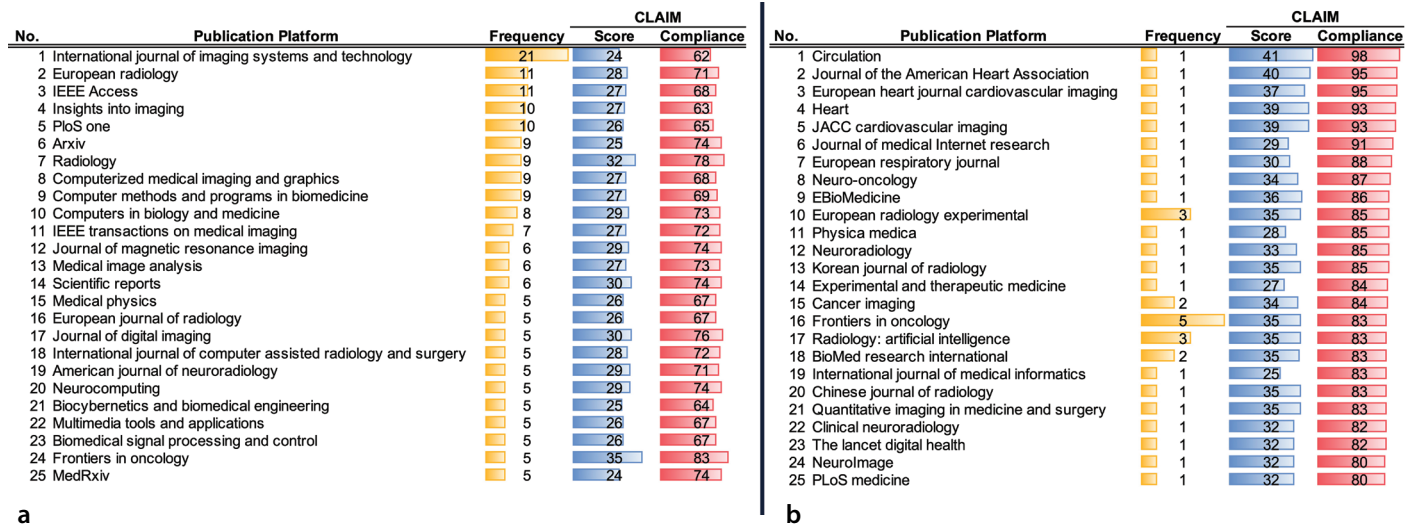 CLAIM
No. Publication Platform Frequency Score Compliance
1 International journal of imaging systems and technology 21 24 62
2 European radiology 11 28 71
3 IEEE Access 11 27 68
4 Insights into imaging 10 27 63
5 PloS one 10 26 65
6 Arxiv 9 25 74
7 Radiology 9 32 78
8 Computerized medical imaging and graphics 9 27 68
9 Computer methods and programs in biomedicine 9 27 69
10 Computers in biology and medicine 8 29 73
11 IEEE transactions on medical imaging 7 27 72
12 Journal of magnetic resonance imaging 6 29 74
13 Medical image analysis 6 27 73
14 Scientific reports 6 30 74
15 Medical physics 5 26 67
16 European journal of radiology 5 26 67
17 Journal of digital imaging 5 30 76
18 International journal of computer assisted radiology and surgery 5 28 72
19 American journal of neuroradiology 5 29 71
20 Neurocomputing 5 29 74
21 Biocybernetics and biomedical engineering 5 25 64
22 Multimedia tools and applications 5 26 67
23 Biomedical signal processing and control 5 26 67
24 Frontiers in oncology 5 35 83
25 MedRxiv 5 24 74
a
CLAIM
No. Publication Platform Frequency Score Compliance
1 Circulation 1 41 98
2 Journal of the American Heart Association 1 40 95
3 European heart journal cardiovascular imaging 1 37 95
4 Heart 1 39 93
5 JACC cardiovascular imaging 1 39 93
6 Journal of medical Internet research 1 29 91
7 European respiratory journal 1 30 88
8 Neuro-oncology 1 34 87
9 EBioMedicine 1 36 86
10 European radiology experimental 3 35 85
11 Physica medica 1 28 85
12 Neuroradiology 1 33 85
13 Korean journal of radiology 1 35 85
14 Experimental and therapeutic medicine 1 27 84
15 Cancer imaging 2 34 84
16 Frontiers in oncology 5 35 83
17 Radiology: artificial intelligence 3 35 83
18 BioMed research international 2 35 83
19 International journal of medical informatics 1 25 83
20 Chinese journal of radiology 1 35 83
21 Quantitative imaging in medicine and surgery 1 35 83
22 Clinical neuroradiology 1 32 82
23 The lancet digital health 1 32 82
24 NeuroImage 1 32 80
25 PLoS medicine 1 32 80
b